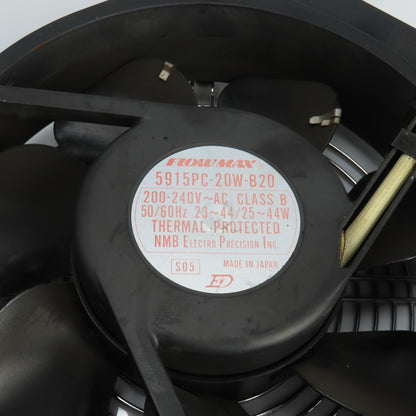 FLOWMAX
5915PC-20W-B20
200-240V~AC CLASS B
50/60Hz 23~44/25~44W
THERMAL PROTECTED
NMB ELECTRO PRECISION INC.
S05 MADE IN JAPAN